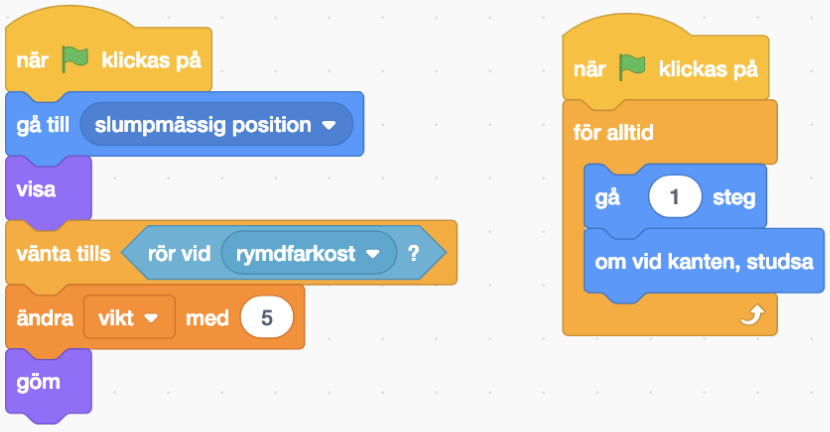 när klickas på
gå till slumpmässig position
visa
vänta tills rör vid rymdfarkost ?
ändra vikt med 5
göm
när klickas på
för alltid
gå 1 steg
om vid kanten, studsa